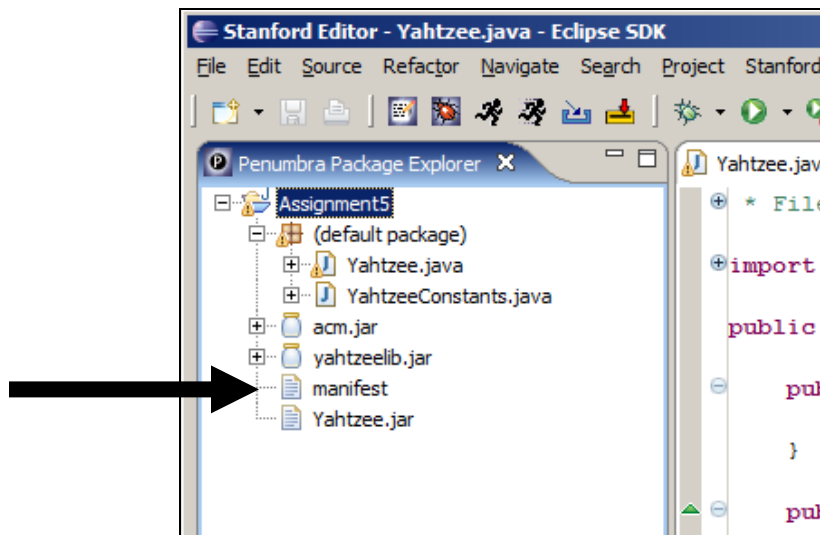 Stanford Editor - Yahtzee.java - Eclipse SDK
File Edit Source Refactor Navigate Search Project Stanford
P Penumbra Package Explorer
Yahtzee.jav
Assignment5
(default package)
J Yahtzee.java
J YahtzeeConstants.java
acm.jar
yahtzeelib.jar
manifest
Yahtzee.jar
* File
import
public
pub
}
pub